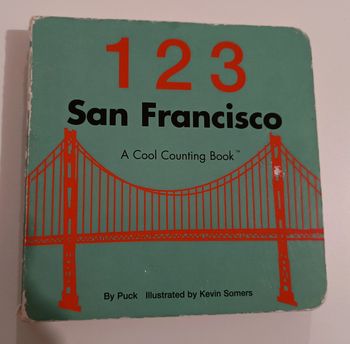 1 2 3
San Francisco
A Cool Counting Book™
By Puck Illustrated by Kevin Somers